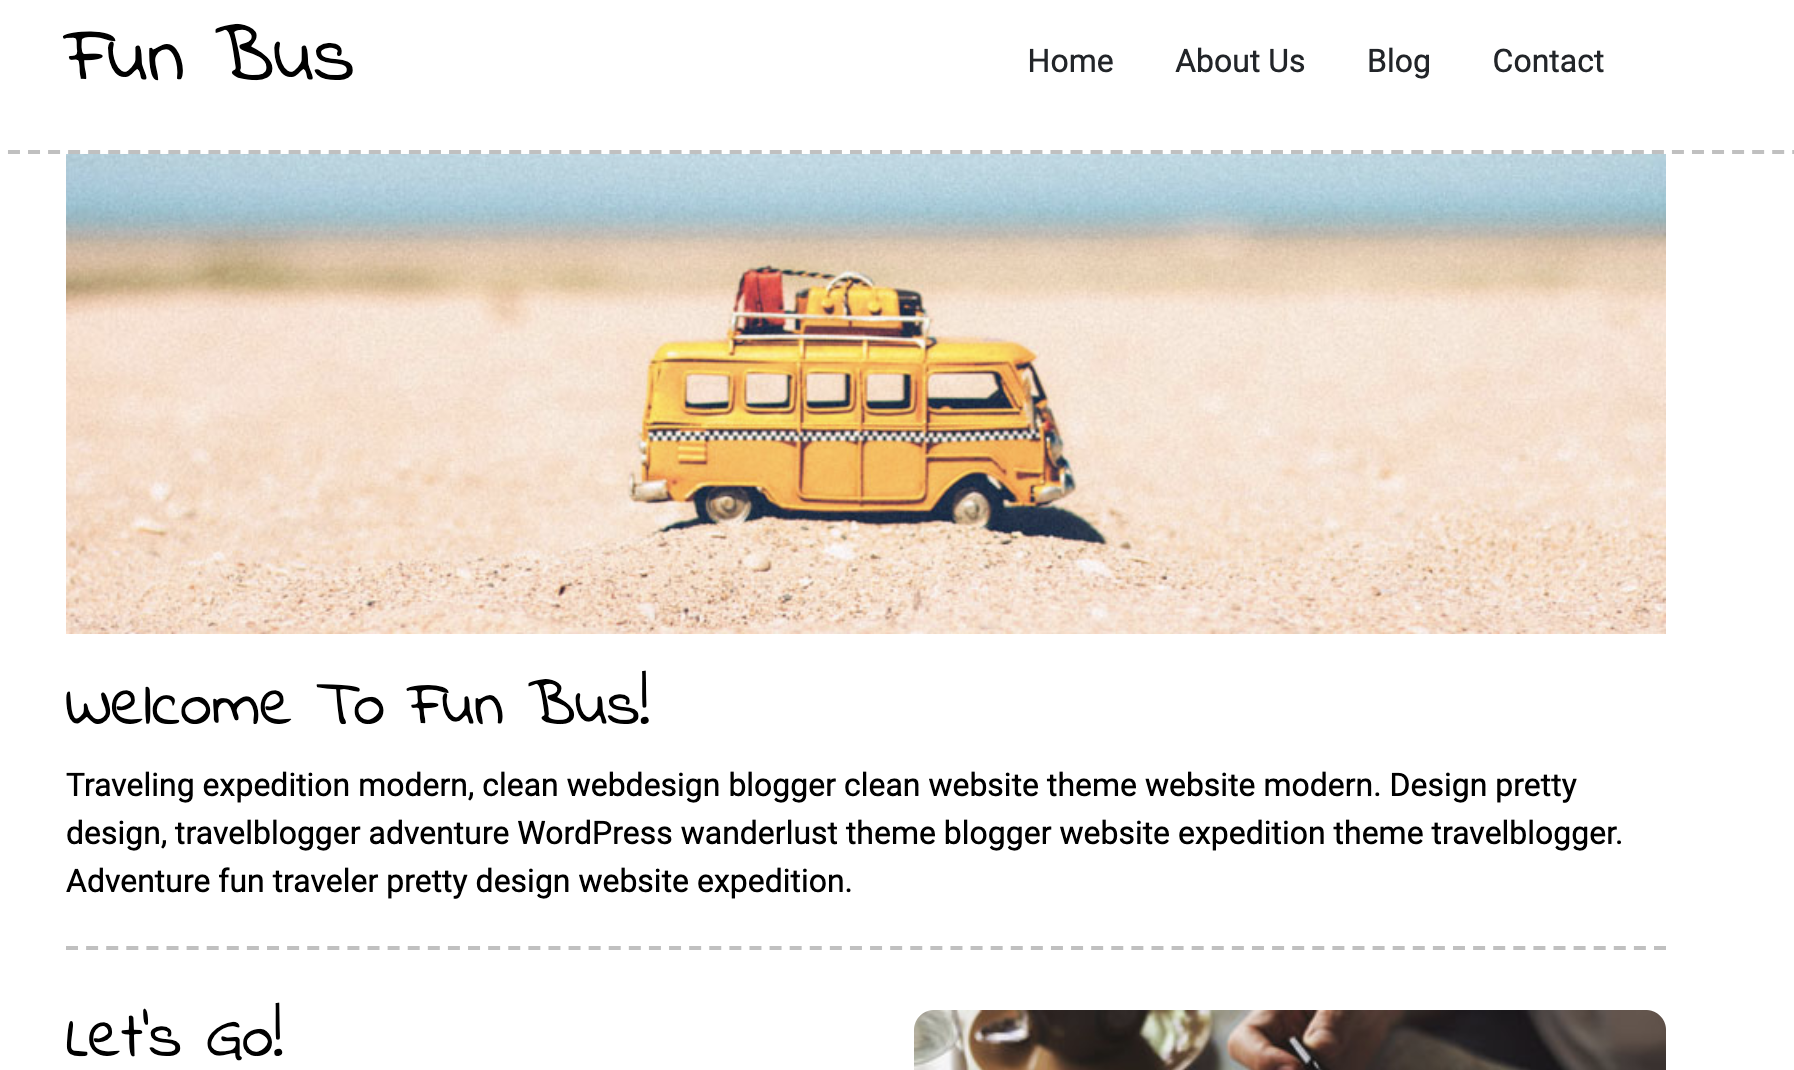 Fun Bus
Home About Us Blog Contact
Welcome To Fun Bus!
Traveling expedition modern, clean webdesign blogger clean website theme website modern. Design pretty
design, travelblogger adventure WordPress wanderlust theme blogger website expedition theme travelblogger.
Adventure fun traveler pretty design website expedition.
Let's Go!